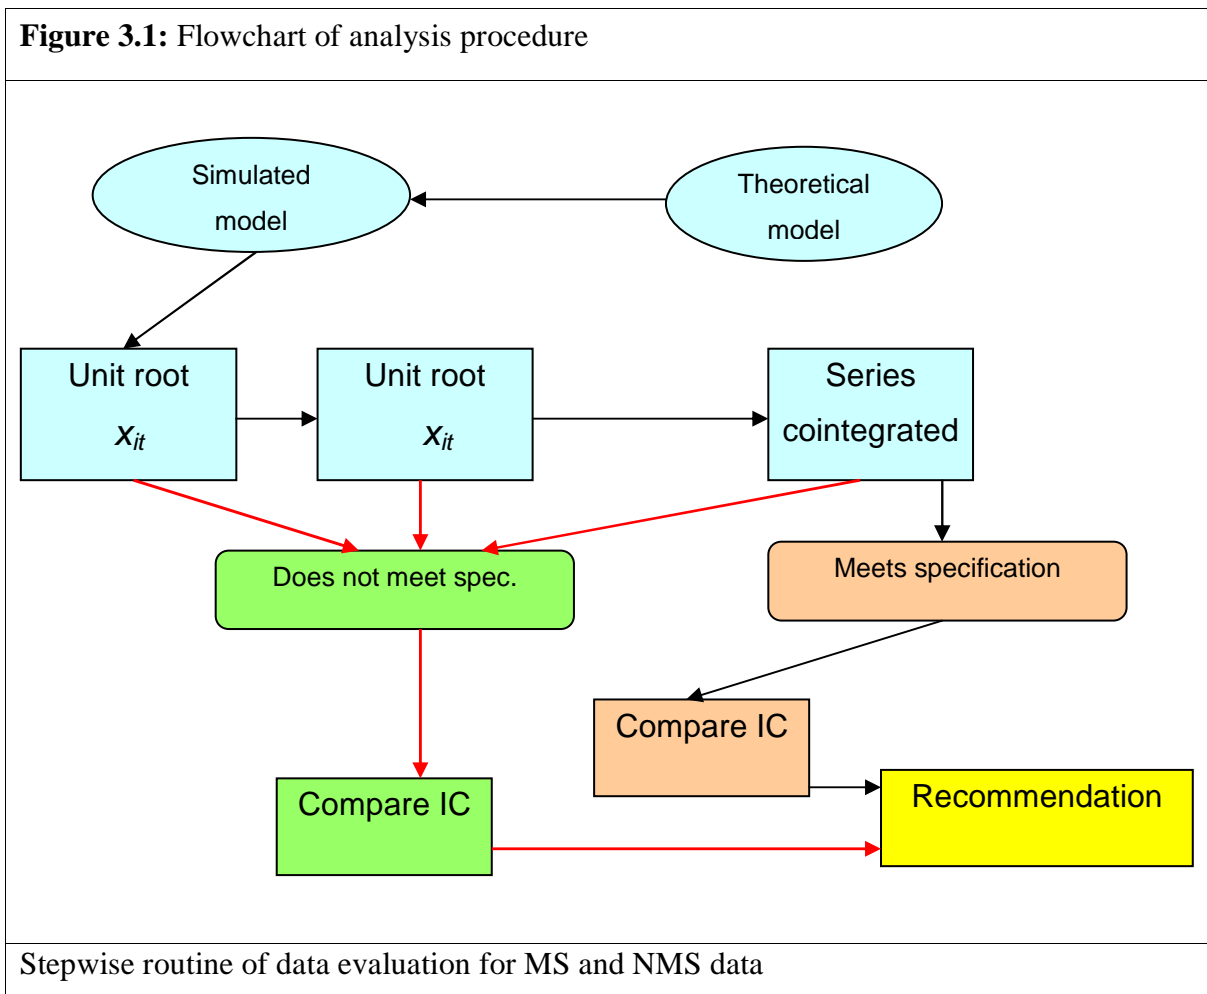 Figure 3.1: Flowchart of analysis procedure
Simulated
model
Theoretical
model
Unit root
xit
Unit root
xit
Series
cointegrated
Does not meet spec.
Meets specification
Compare IC
Compare IC
Recommendation
Stepwise routine of data evaluation for MS and NMS data